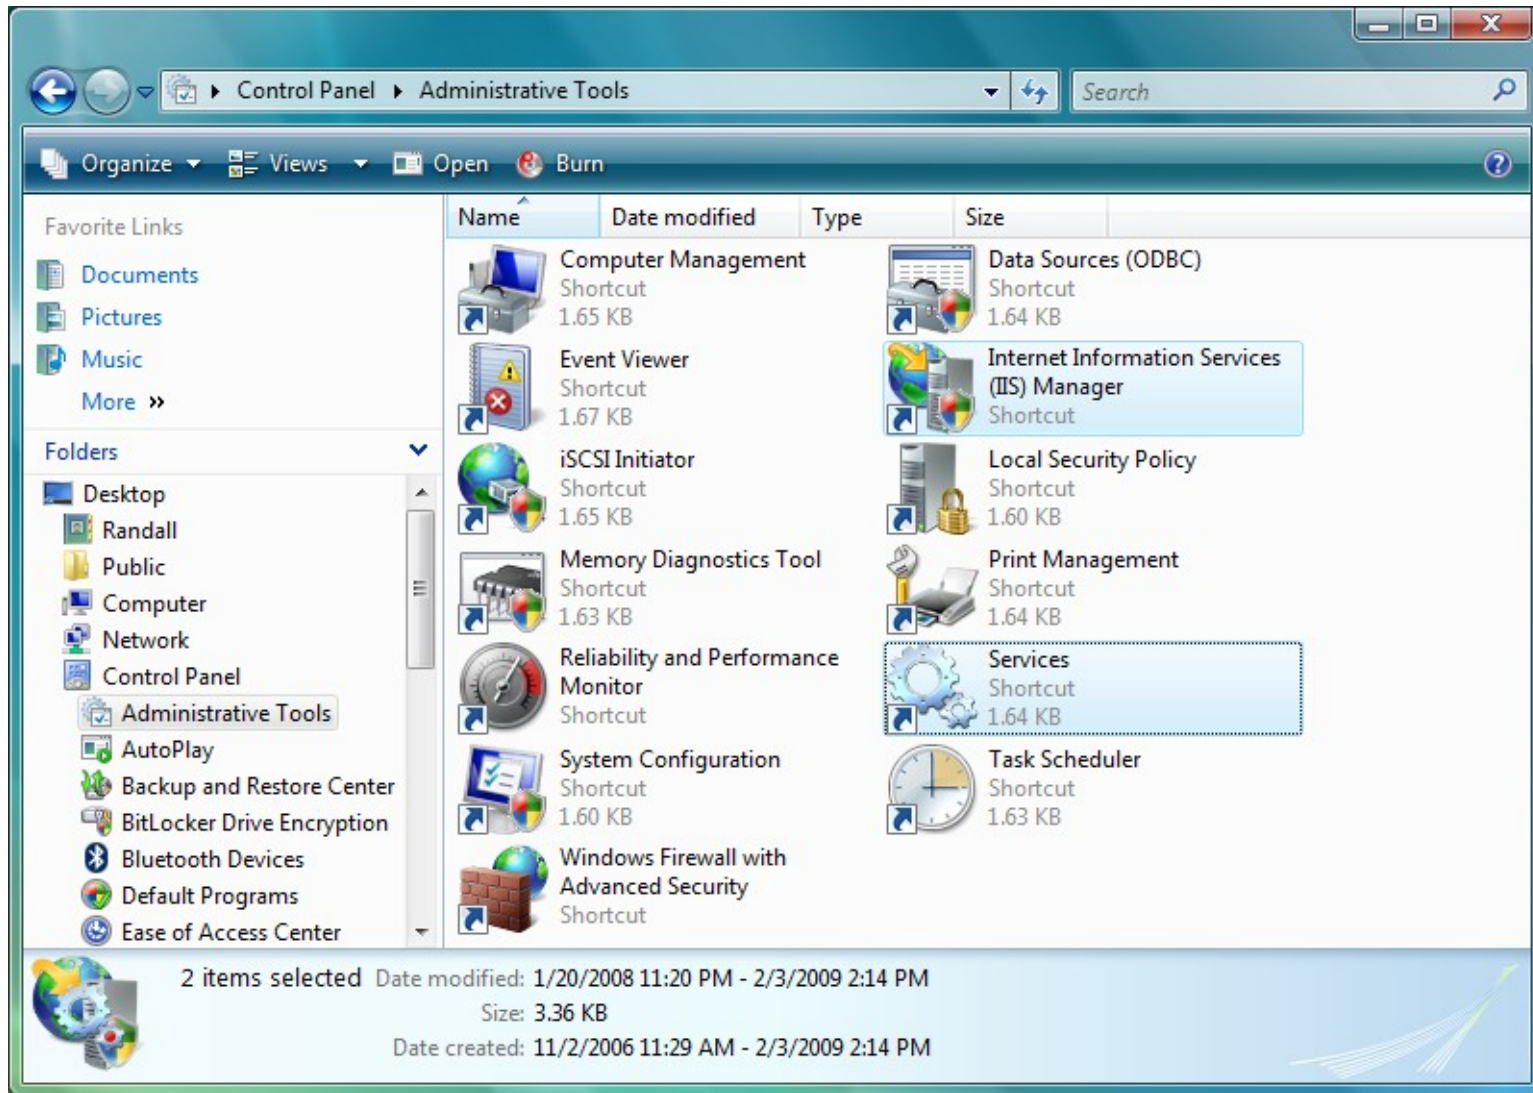 Control Panel Administrative Tools
Search
Organize Views Open Burn
Favorite Links
Documents
Pictures
Music
More »
Folders
Desktop
Randall
Public
Computer
Network
Control Panel
Administrative Tools
AutoPlay
Backup and Restore Center
BitLocker Drive Encryption
Bluetooth Devices
Default Programs
Ease of Access Center
Name Date modified Type Size
Computer Management
Shortcut
1.65 KB
Data Sources (ODBC)
Shortcut
1.64 KB
Event Viewer
Shortcut
1.67 KB
Internet Information Services
(IIS) Manager
Shortcut
iSCSI Initiator
Shortcut
1.65 KB
Local Security Policy
Shortcut
1.60 KB
Memory Diagnostics Tool
Shortcut
1.63 KB
Print Management
Shortcut
1.64 KB
Reliability and Performance
Monitor
Shortcut
Services
Shortcut
1.64 KB
System Configuration
Shortcut
1.60 KB
Task Scheduler
Shortcut
1.63 KB
Windows Firewall with
Advanced Security
Shortcut
2 items selected Date modified: 1/20/2008 11:20 PM - 2/3/2009 2:14 PM
Size: 3.36 KB
Date created: 11/2/2006 11:29 AM - 2/3/2009 2:14 PM